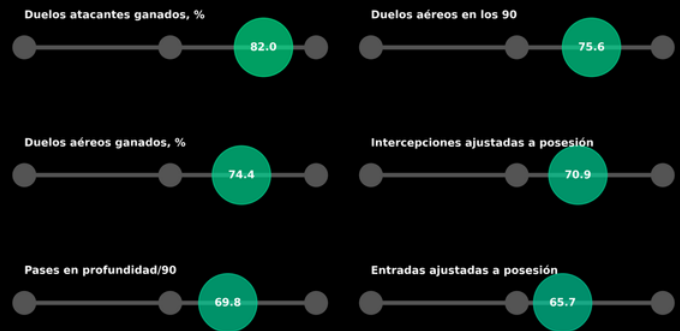 Duelos atacantes ganados, %
Duelos aéreos en los 90
82.0
75.6
Duelos aéreos ganados, %
Intercepciones ajustadas a posesión
74.4
70.9
Pases en profundidad/90
Entradas ajustadas a posesión
69.8
65.7